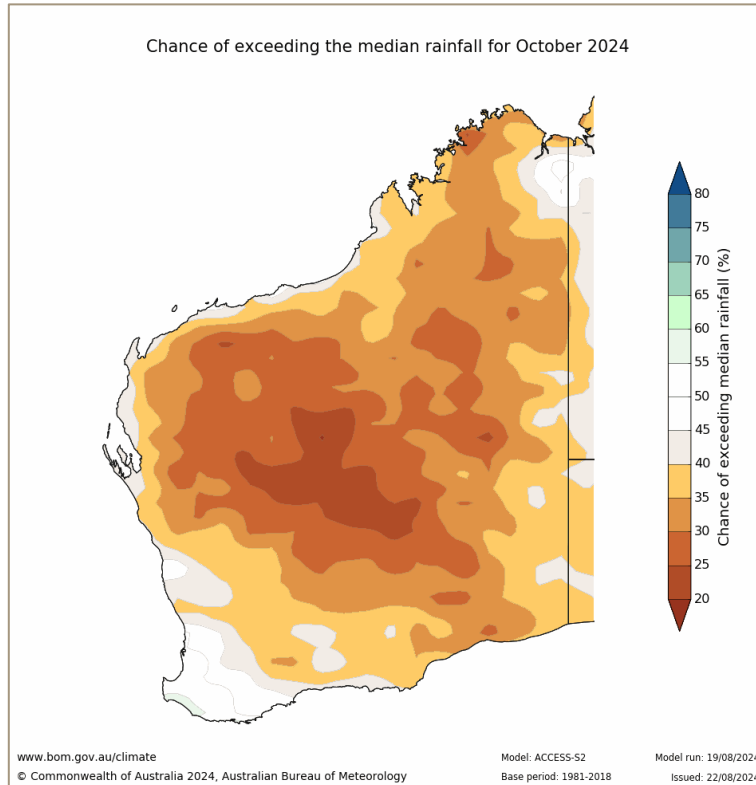 Chance of exceeding the median rainfall for October 2024
80
75
70
65
60
55
50
45
40
35
30
25
20
Chance of exceeding median rainfall (%)
www.bom.gov.au/climate
© Commonwealth of Australia 2024, Australian Bureau of Meteorology
Model: ACCESS-S2
Base period: 1981-2018
Model run: 19/08/2024
Issued: 22/08/2024